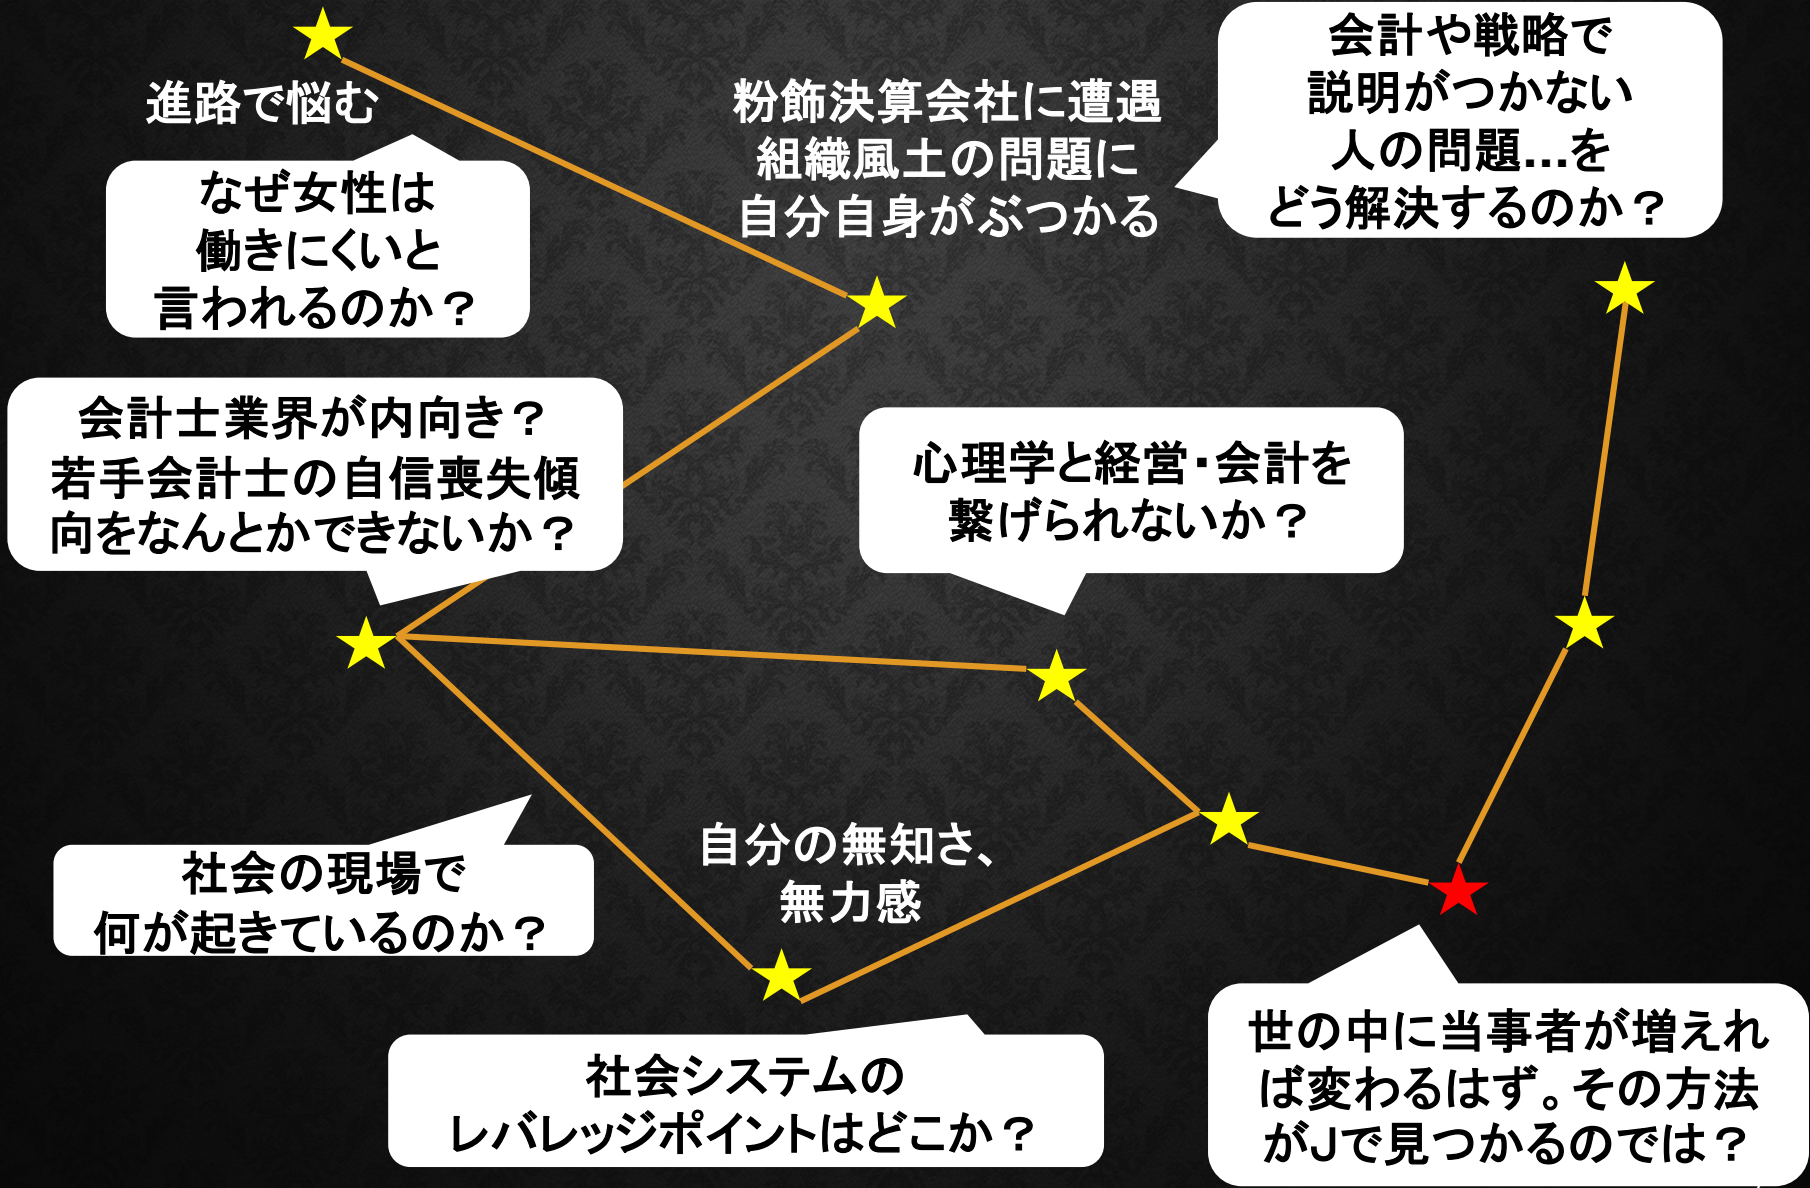 進路で悩む
なぜ女性は
働きにくいと
言われるのか？
粉飾決算会社に遭遇
組織風土の問題に
自分自身がぶつかる
会計や戦略で
説明がつかない
人の問題…を
どう解決するのか？
会計士業界が内向き？
若手会計士の自信喪失傾
向をなんとかできないか？
心理学と経営・会計を
繋げられないか？
社会の現場で
何が起きているのか？
自分の無知さ、
無力感
社会システムの
レバレッジポイントはどこか？
世の中に当事者が増えれ
ば変わるはず。その方法
がJで見つかるのでは？